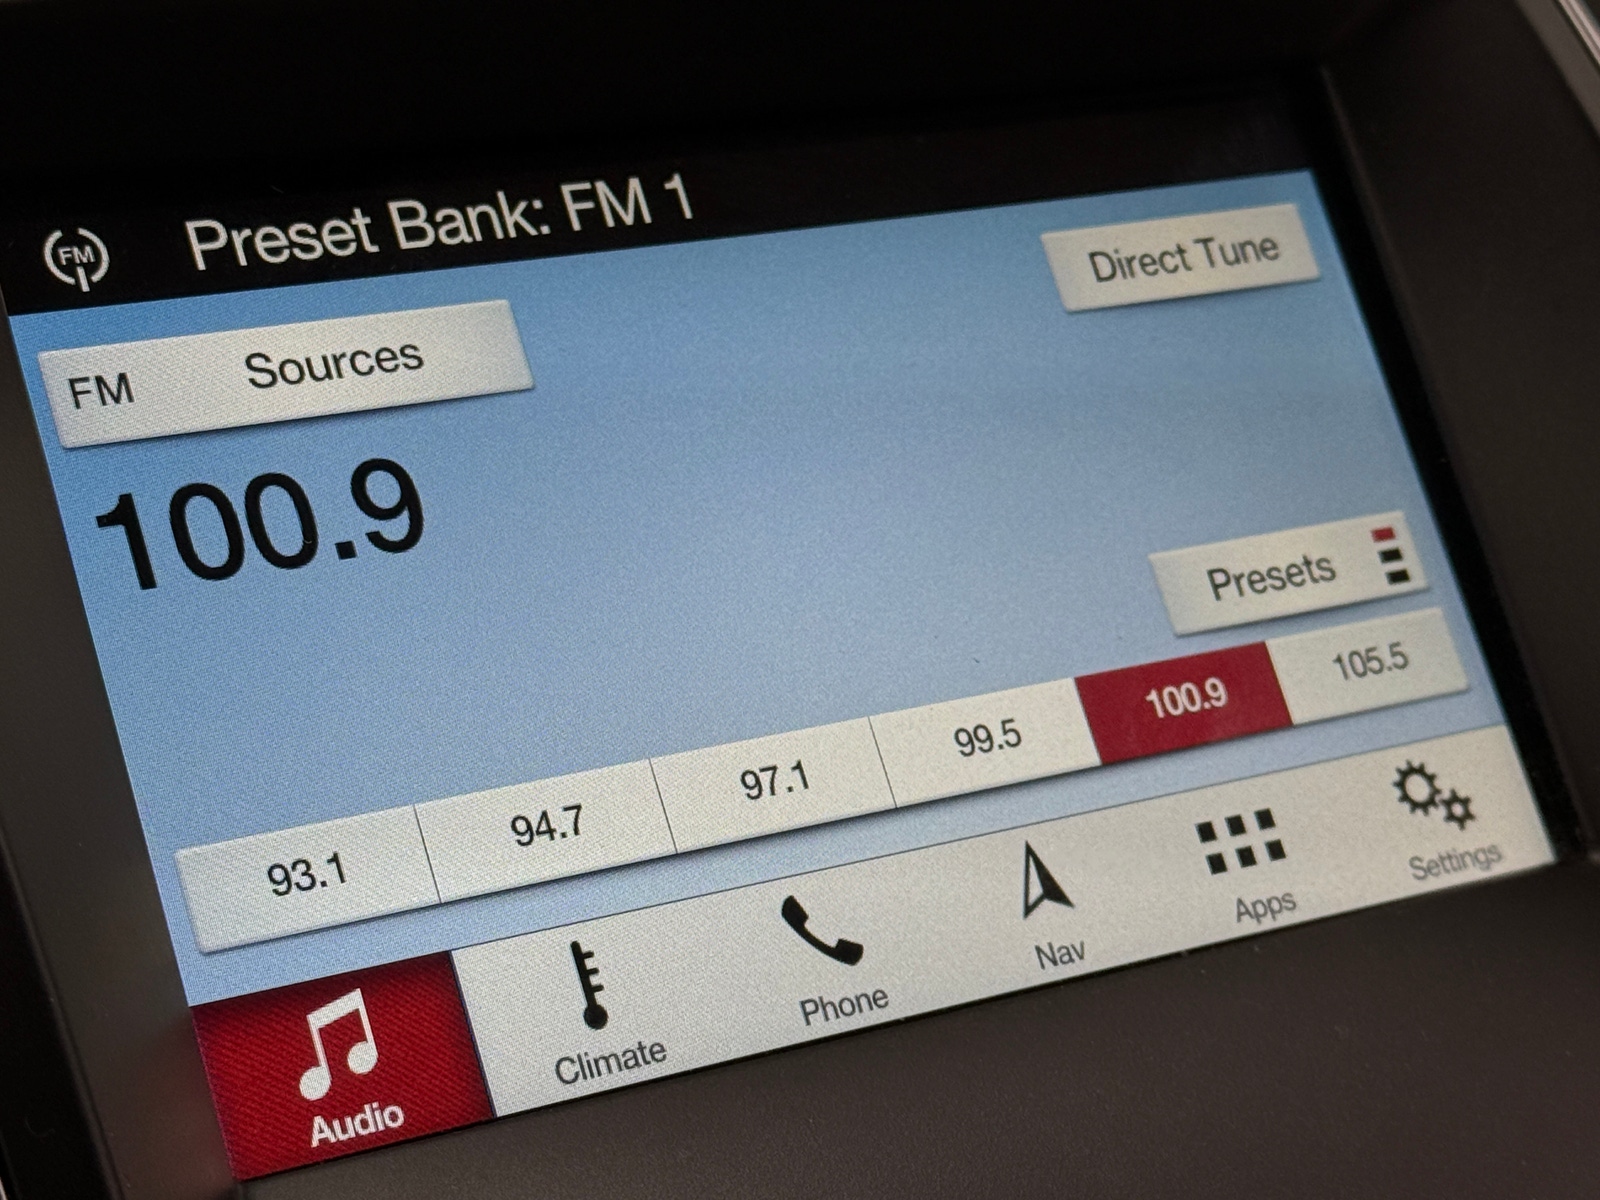 FM
Preset Bank: FM 1
Direct Tune
FM Sources
100.9
Presets
93.1 94.7 97.1 99.5 100.9 105.5
Audio Climate Phone Nav Apps Settings